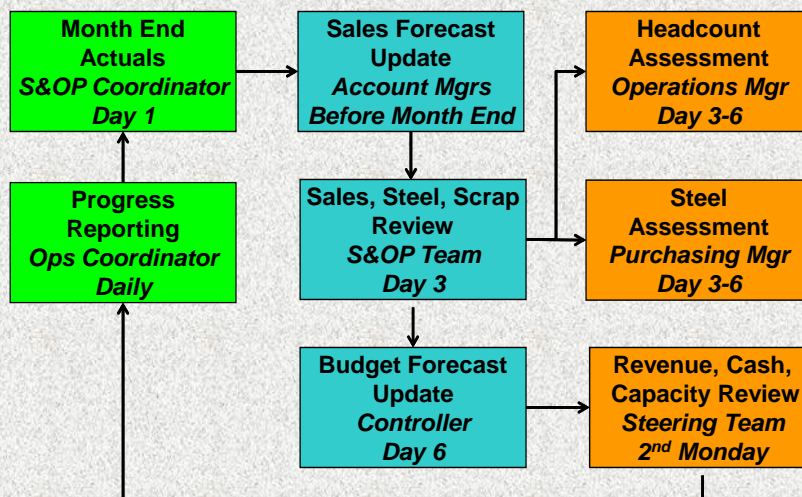 Month End
Actuals
S&OP Coordinator
Day 1
Sales Forecast
Update
Account Mgrs
Before Month End
Headcount
Assessment
Operations Mgr
Day 3-6
Progress
Reporting
Ops Coordinator
Daily
Sales, Steel, Scrap
Review
S&OP Team
Day 3
Steel
Assessment
Purchasing Mgr
Day 3-6
Budget Forecast
Update
Controller
Day 6
Revenue, Cash,
Capacity Review
Steering Team
2nd Monday